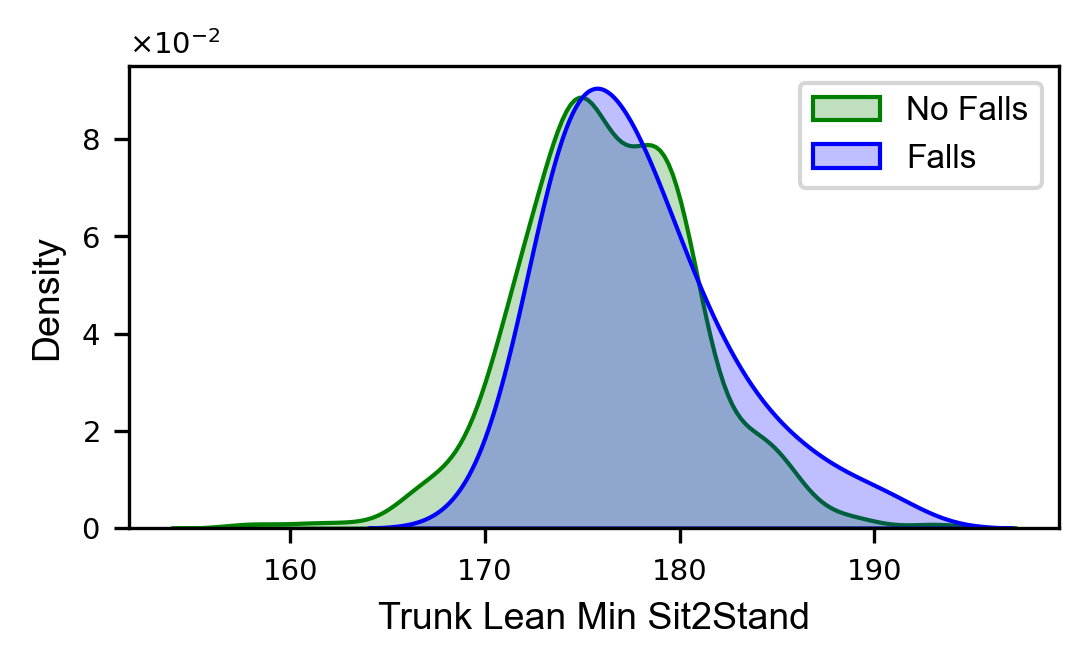 ×10⁻²
No Falls
Falls
8
6
4
2
0
Density
160 170 180 190
Trunk Lean Min Sit2Stand